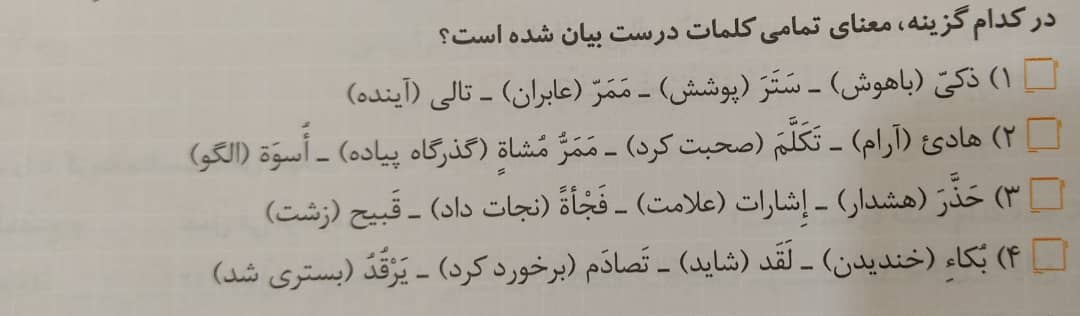 در کدام گزینه، معنای تمامی کلمات درست بیان شده است؟
۱) ذکیّ (باهوش) ـ سَتَرَ (پوشش) ـ مَمَرّ (عابران) ـ تالی (آینده)
۲) هادئ (آرام) ـ تَکَلَّمَ (صحبت کرد) ـ مَمَرُّ مُشاةٍ (گذرگاه پیاده) ـ أُسوَة (الگو)
۳) حَذَّرَ (هشدار) ـ إشارات (علامت) ـ فَجْأةً (نجات داد) ـ قَبیح (زشت)
۴) بُکاءِ (خندیدن) ـ لَقَد (شاید) ـ تَصادَم (برخورد کرد) ـ یَرْقُدُ (بستری شد)